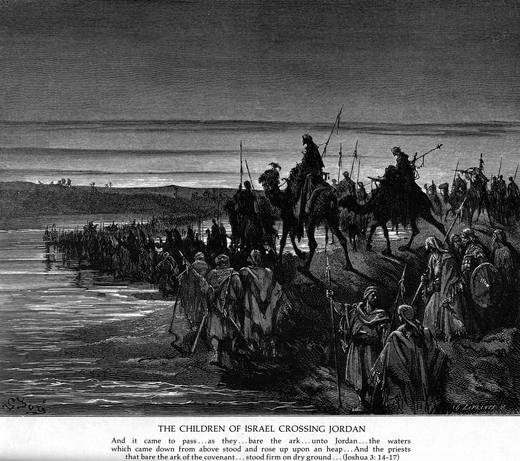 THE CHILDREN OF ISRAEL CROSSING JORDAN
And it came to pass...as they...bare the ark...unto Jordan...the waters
which came down from above stood and rose up upon an heap...And the priests
that bare the ark of the covenant...stood firm on dry ground...(Joshua 3: 14-17)